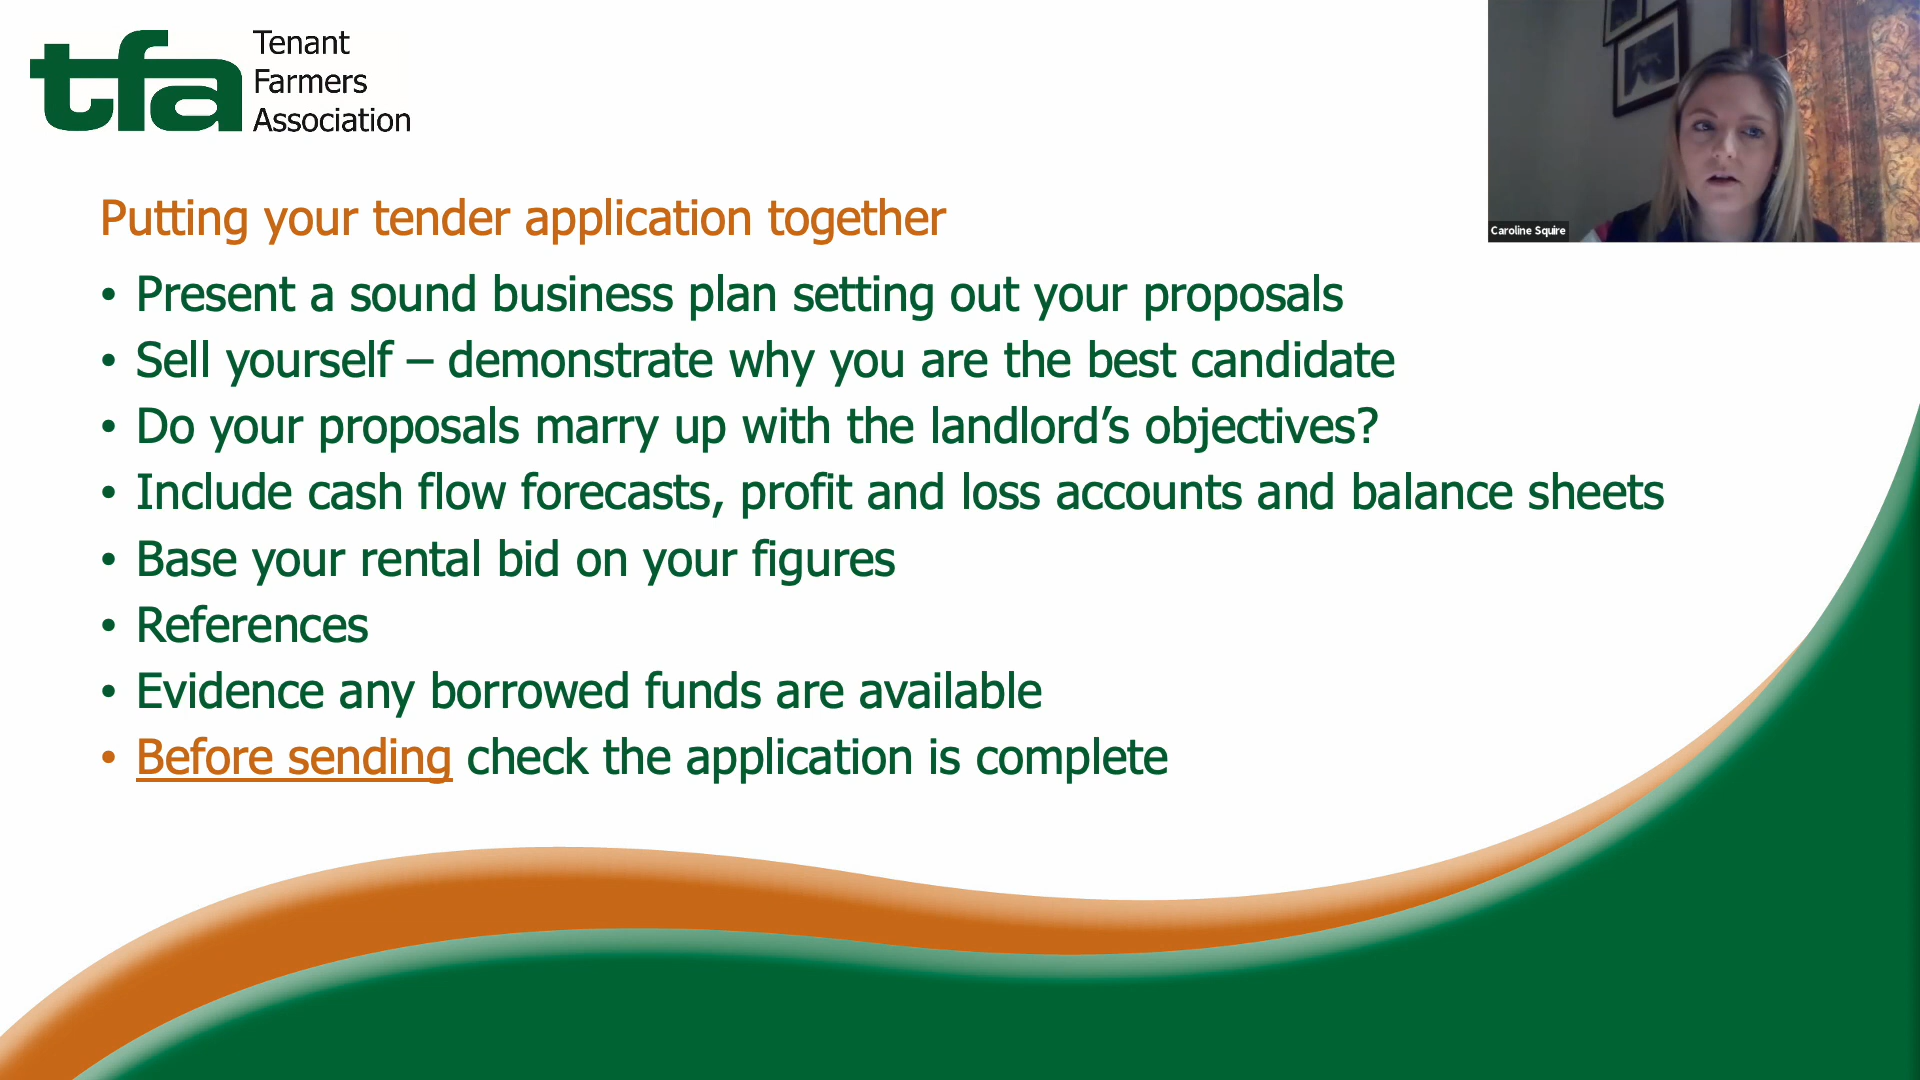 tfa
Tenant
Farmers
Association
Caroline Squire
Putting your tender application together
• Present a sound business plan setting out your proposals
• Sell yourself – demonstrate why you are the best candidate
• Do your proposals marry up with the landlord’s objectives?
• Include cash flow forecasts, profit and loss accounts and balance sheets
• Base your rental bid on your figures
• References
• Evidence any borrowed funds are available
• Before sending check the application is complete